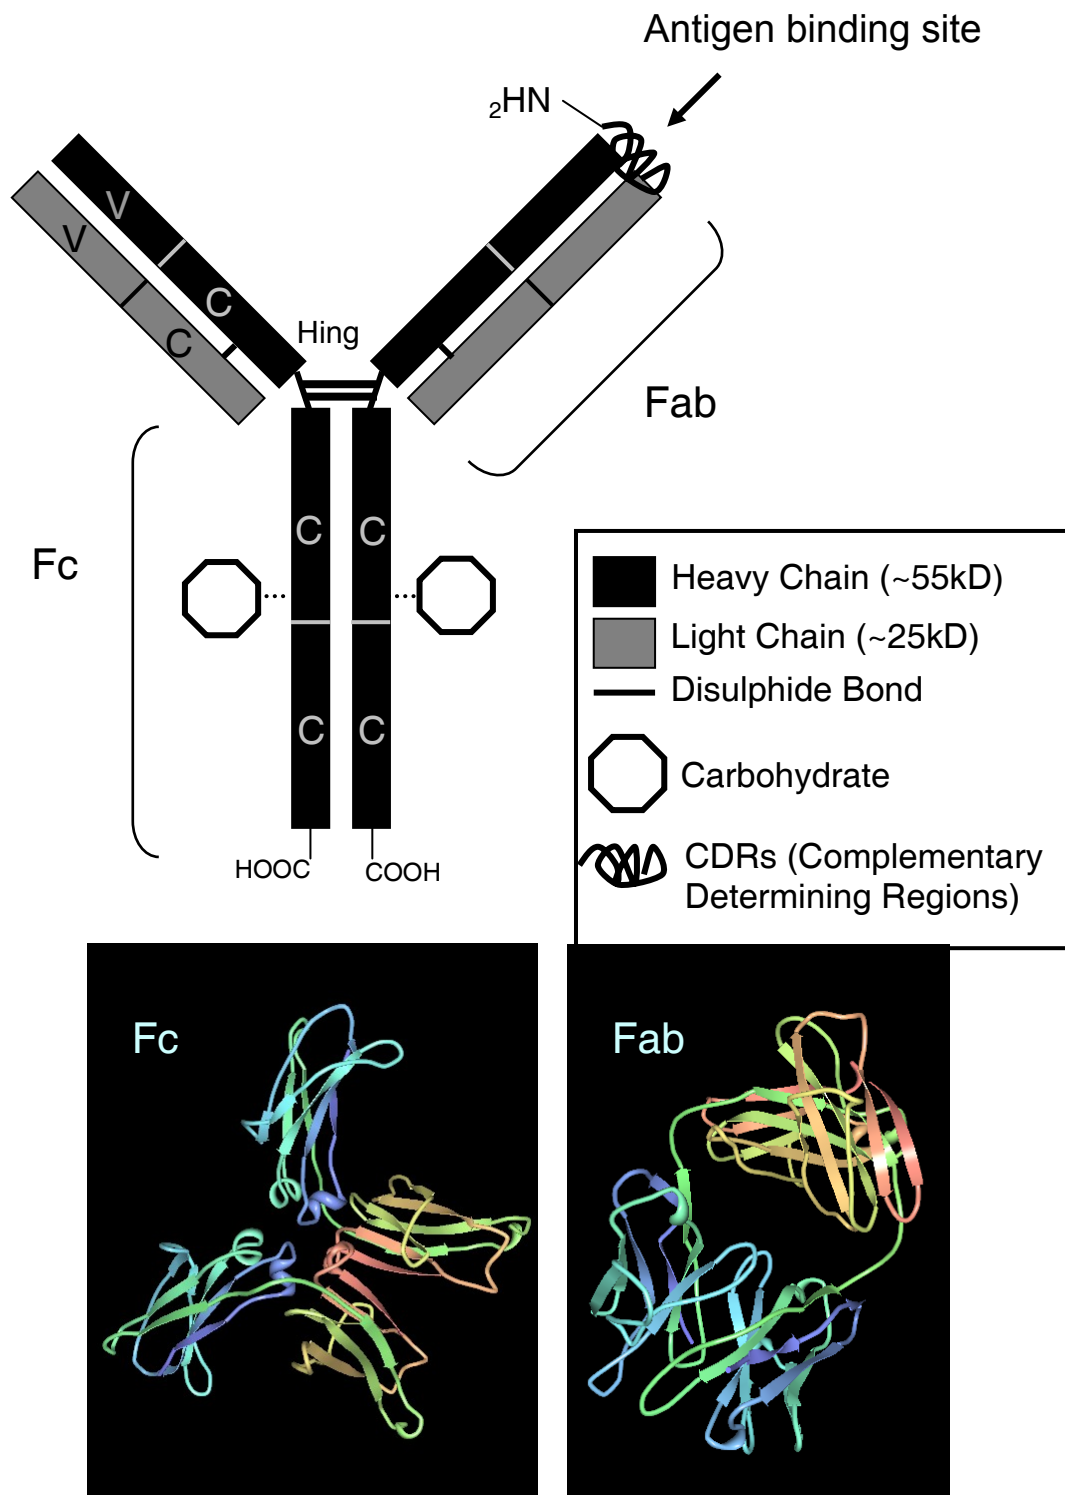 Antigen binding site
₂HN
V
V
C
C
Hing
Fab
Fc
C
C
C
C
HOOC
COOH
Heavy Chain (~55kD)
Light Chain (~25kD)
Disulphide Bond
Carbohydrate
CDRs (Complementary
Determining Regions)
Fc
Fab